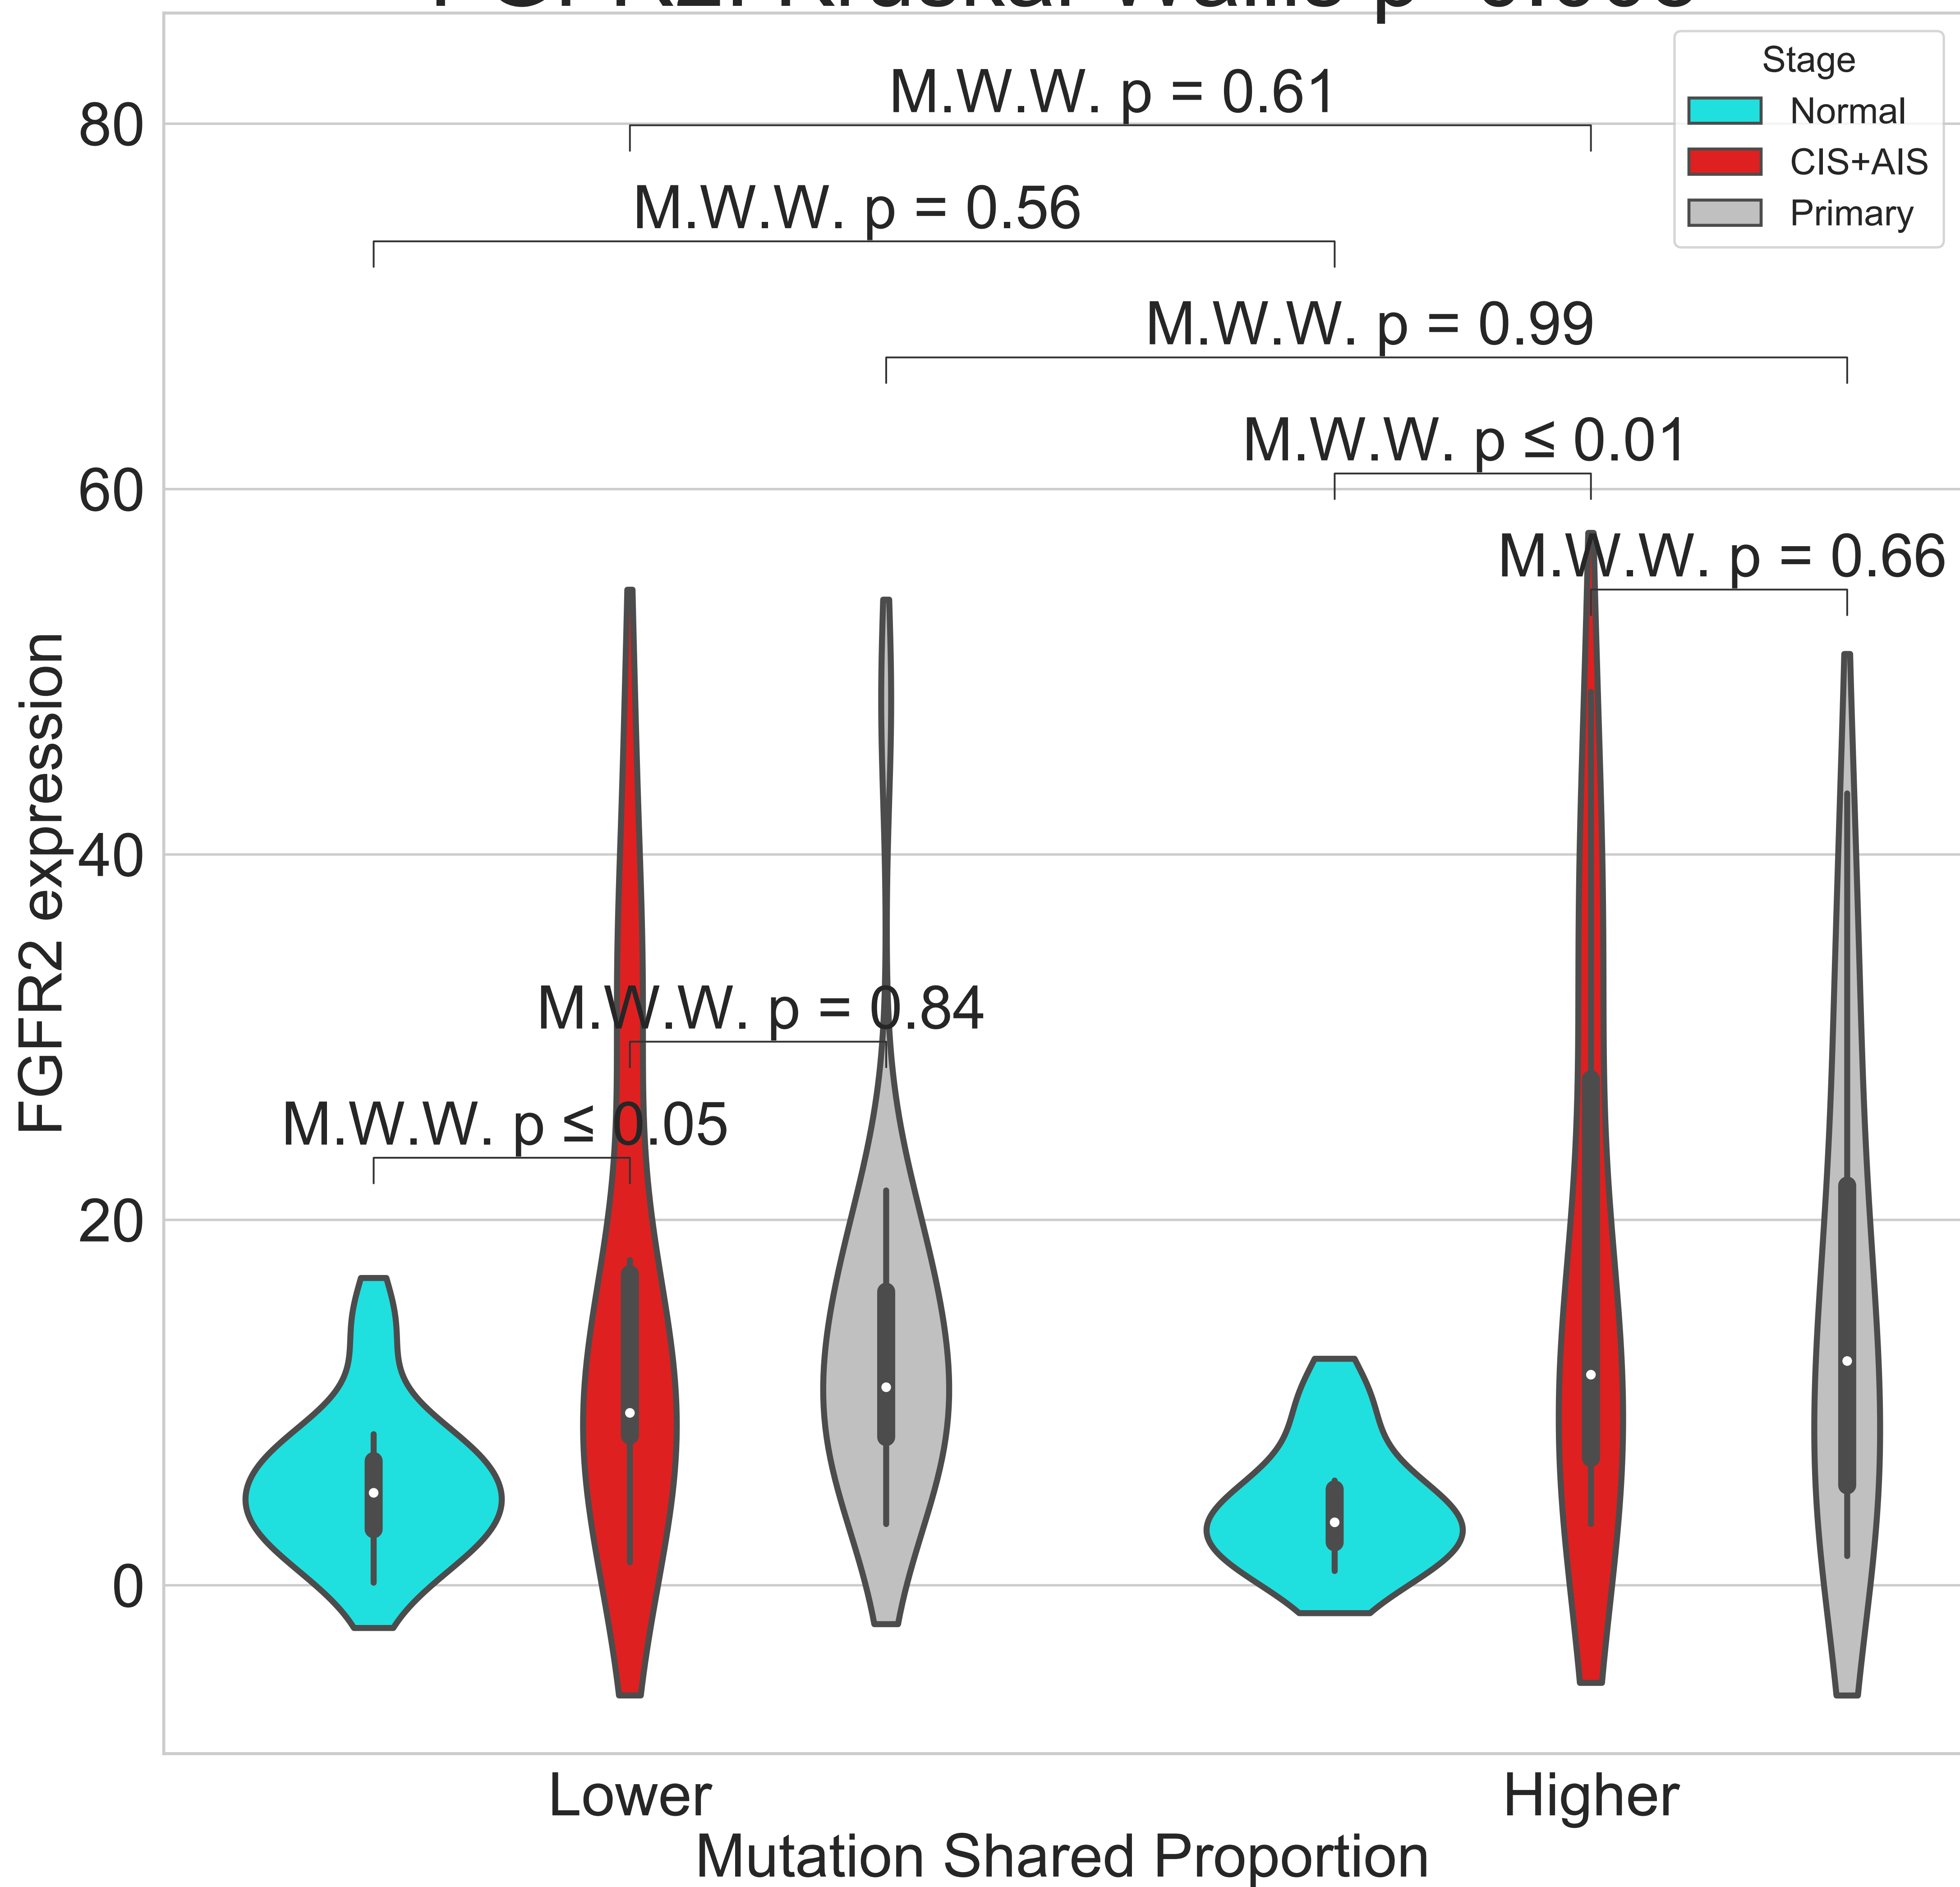 80
60
40
20
0
FGFR2 expression
M.W.W. p = 0.61
M.W.W. p = 0.56
M.W.W. p = 0.99
M.W.W. p ≤ 0.01
M.W.W. p = 0.66
M.W.W. p = 0.84
M.W.W. p ≤ 0.05
Stage
Normal
CIS+AIS
Primary
Lower
Higher
Mutation Shared Proportion